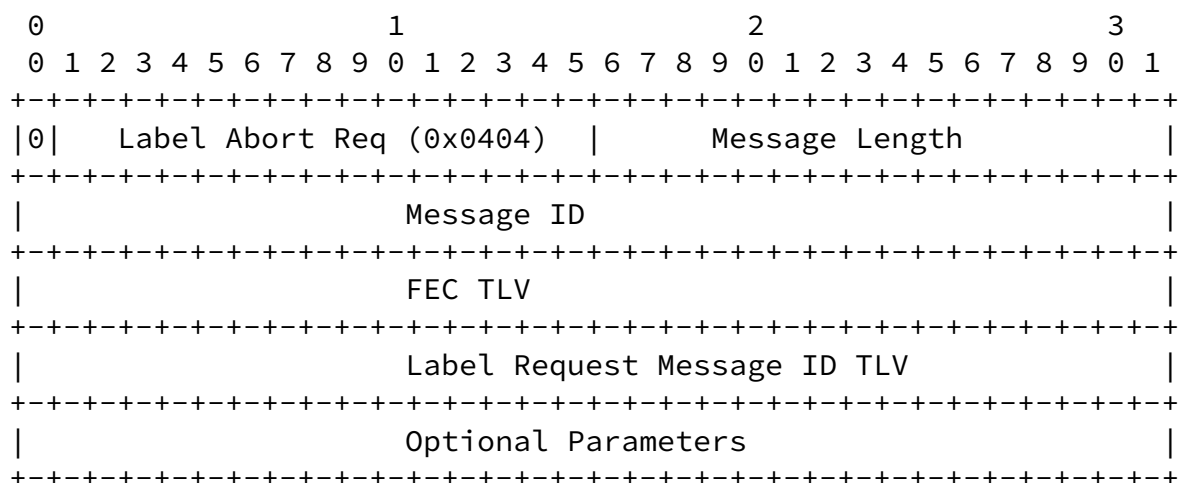 0                   1                   2                   3
 0 1 2 3 4 5 6 7 8 9 0 1 2 3 4 5 6 7 8 9 0 1 2 3 4 5 6 7 8 9 0 1
+-+-+-+-+-+-+-+-+-+-+-+-+-+-+-+-+-+-+-+-+-+-+-+-+-+-+-+-+-+-+-+-+
|0|   Label Abort Req (0x0404)  |      Message Length           |
+-+-+-+-+-+-+-+-+-+-+-+-+-+-+-+-+-+-+-+-+-+-+-+-+-+-+-+-+-+-+-+-+
|                     Message ID                                |
+-+-+-+-+-+-+-+-+-+-+-+-+-+-+-+-+-+-+-+-+-+-+-+-+-+-+-+-+-+-+-+-+
|                     FEC TLV                                   |
+-+-+-+-+-+-+-+-+-+-+-+-+-+-+-+-+-+-+-+-+-+-+-+-+-+-+-+-+-+-+-+-+
|                     Label Request Message ID TLV              |
+-+-+-+-+-+-+-+-+-+-+-+-+-+-+-+-+-+-+-+-+-+-+-+-+-+-+-+-+-+-+-+-+
|                     Optional Parameters                       |
+-+-+-+-+-+-+-+-+-+-+-+-+-+-+-+-+-+-+-+-+-+-+-+-+-+-+-+-+-+-+-+-+